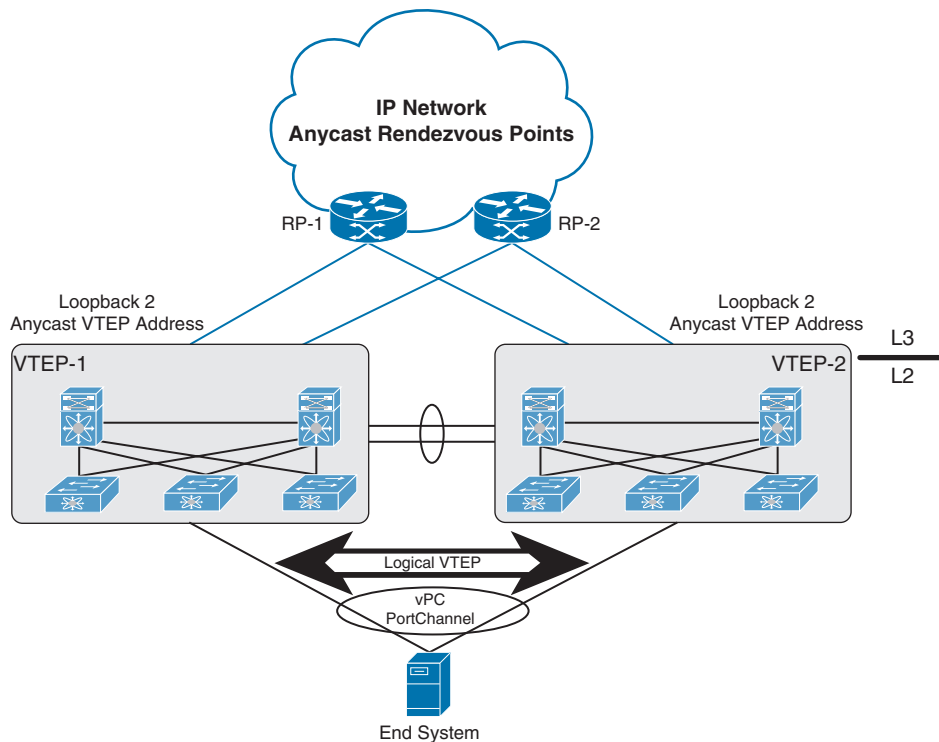 IP Network
Anycast Rendezvous Points
RP-1
RP-2
Loopback 2
Anycast VTEP Address
Loopback 2
Anycast VTEP Address
L3
L2
VTEP-1
VTEP-2
Logical VTEP
vPC
PortChannel
End System